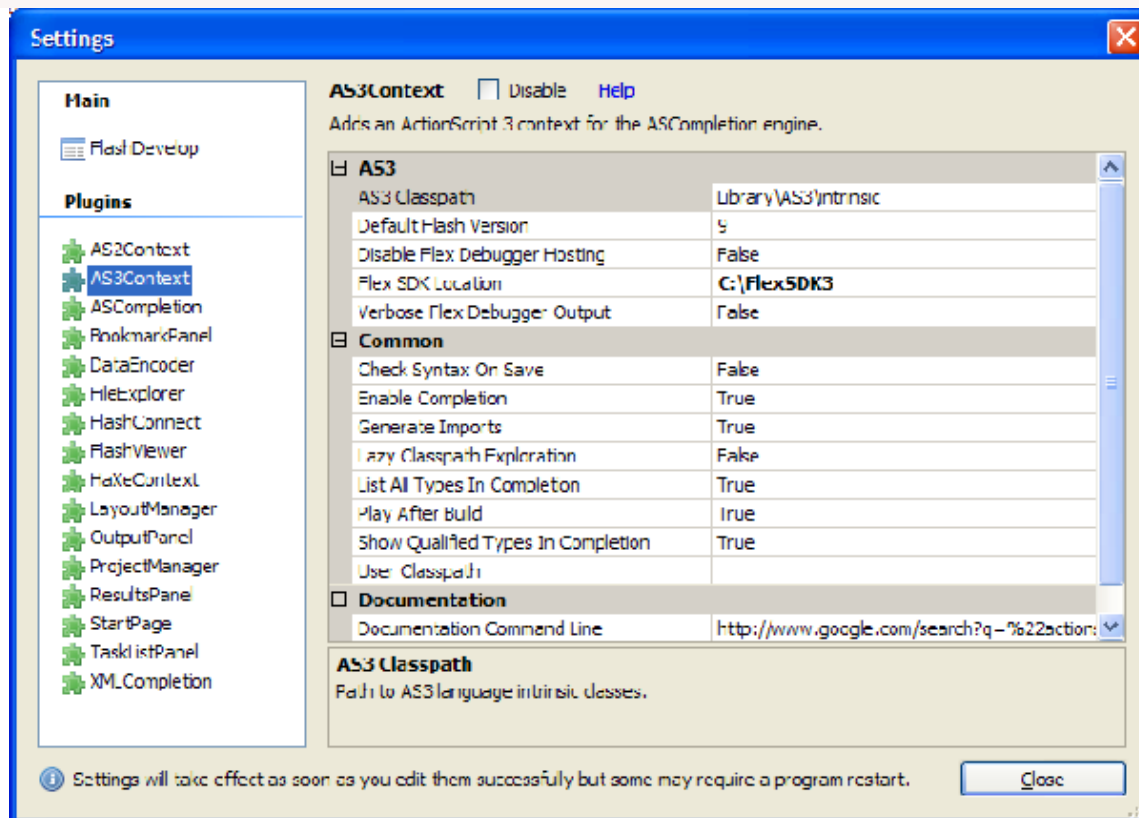 Settings
Main
FlashDevelop
Plugins
AS2Context
AS3Context
ASCompletion
BookmarkPanel
DataEncoder
FileExplorer
FlashConnect
FlashViewer
HaXeContext
LayoutManager
OutputPanel
ProjectManager
ResultsPanel
StartPage
TaskListPanel
XMLCompletion
AS3Context Disable Help
Adds an ActionScript 3 context for the ASCompletion engine.
AS3
AS3 Classpath Library\AS3\intrinsic
Default Flash Version 9
Disable Flex Debugger Hosting False
Flex SDK Location C:\FlexSDK3
Verbose Flex Debugger Output False
Common
Check Syntax On Save False
Enable Completion True
Generate Imports True
Lazy Classpath Exploration False
List All Types In Completion True
Play After Build True
Show Qualified Types In Completion True
User Classpath
Documentation
Documentation Command Line http://www.google.com/search?q=%22actions
AS3 Classpath
Path to AS3 language intrinsic classes.
Settings will take effect as soon as you edit them successfully but some may require a program restart.
Close